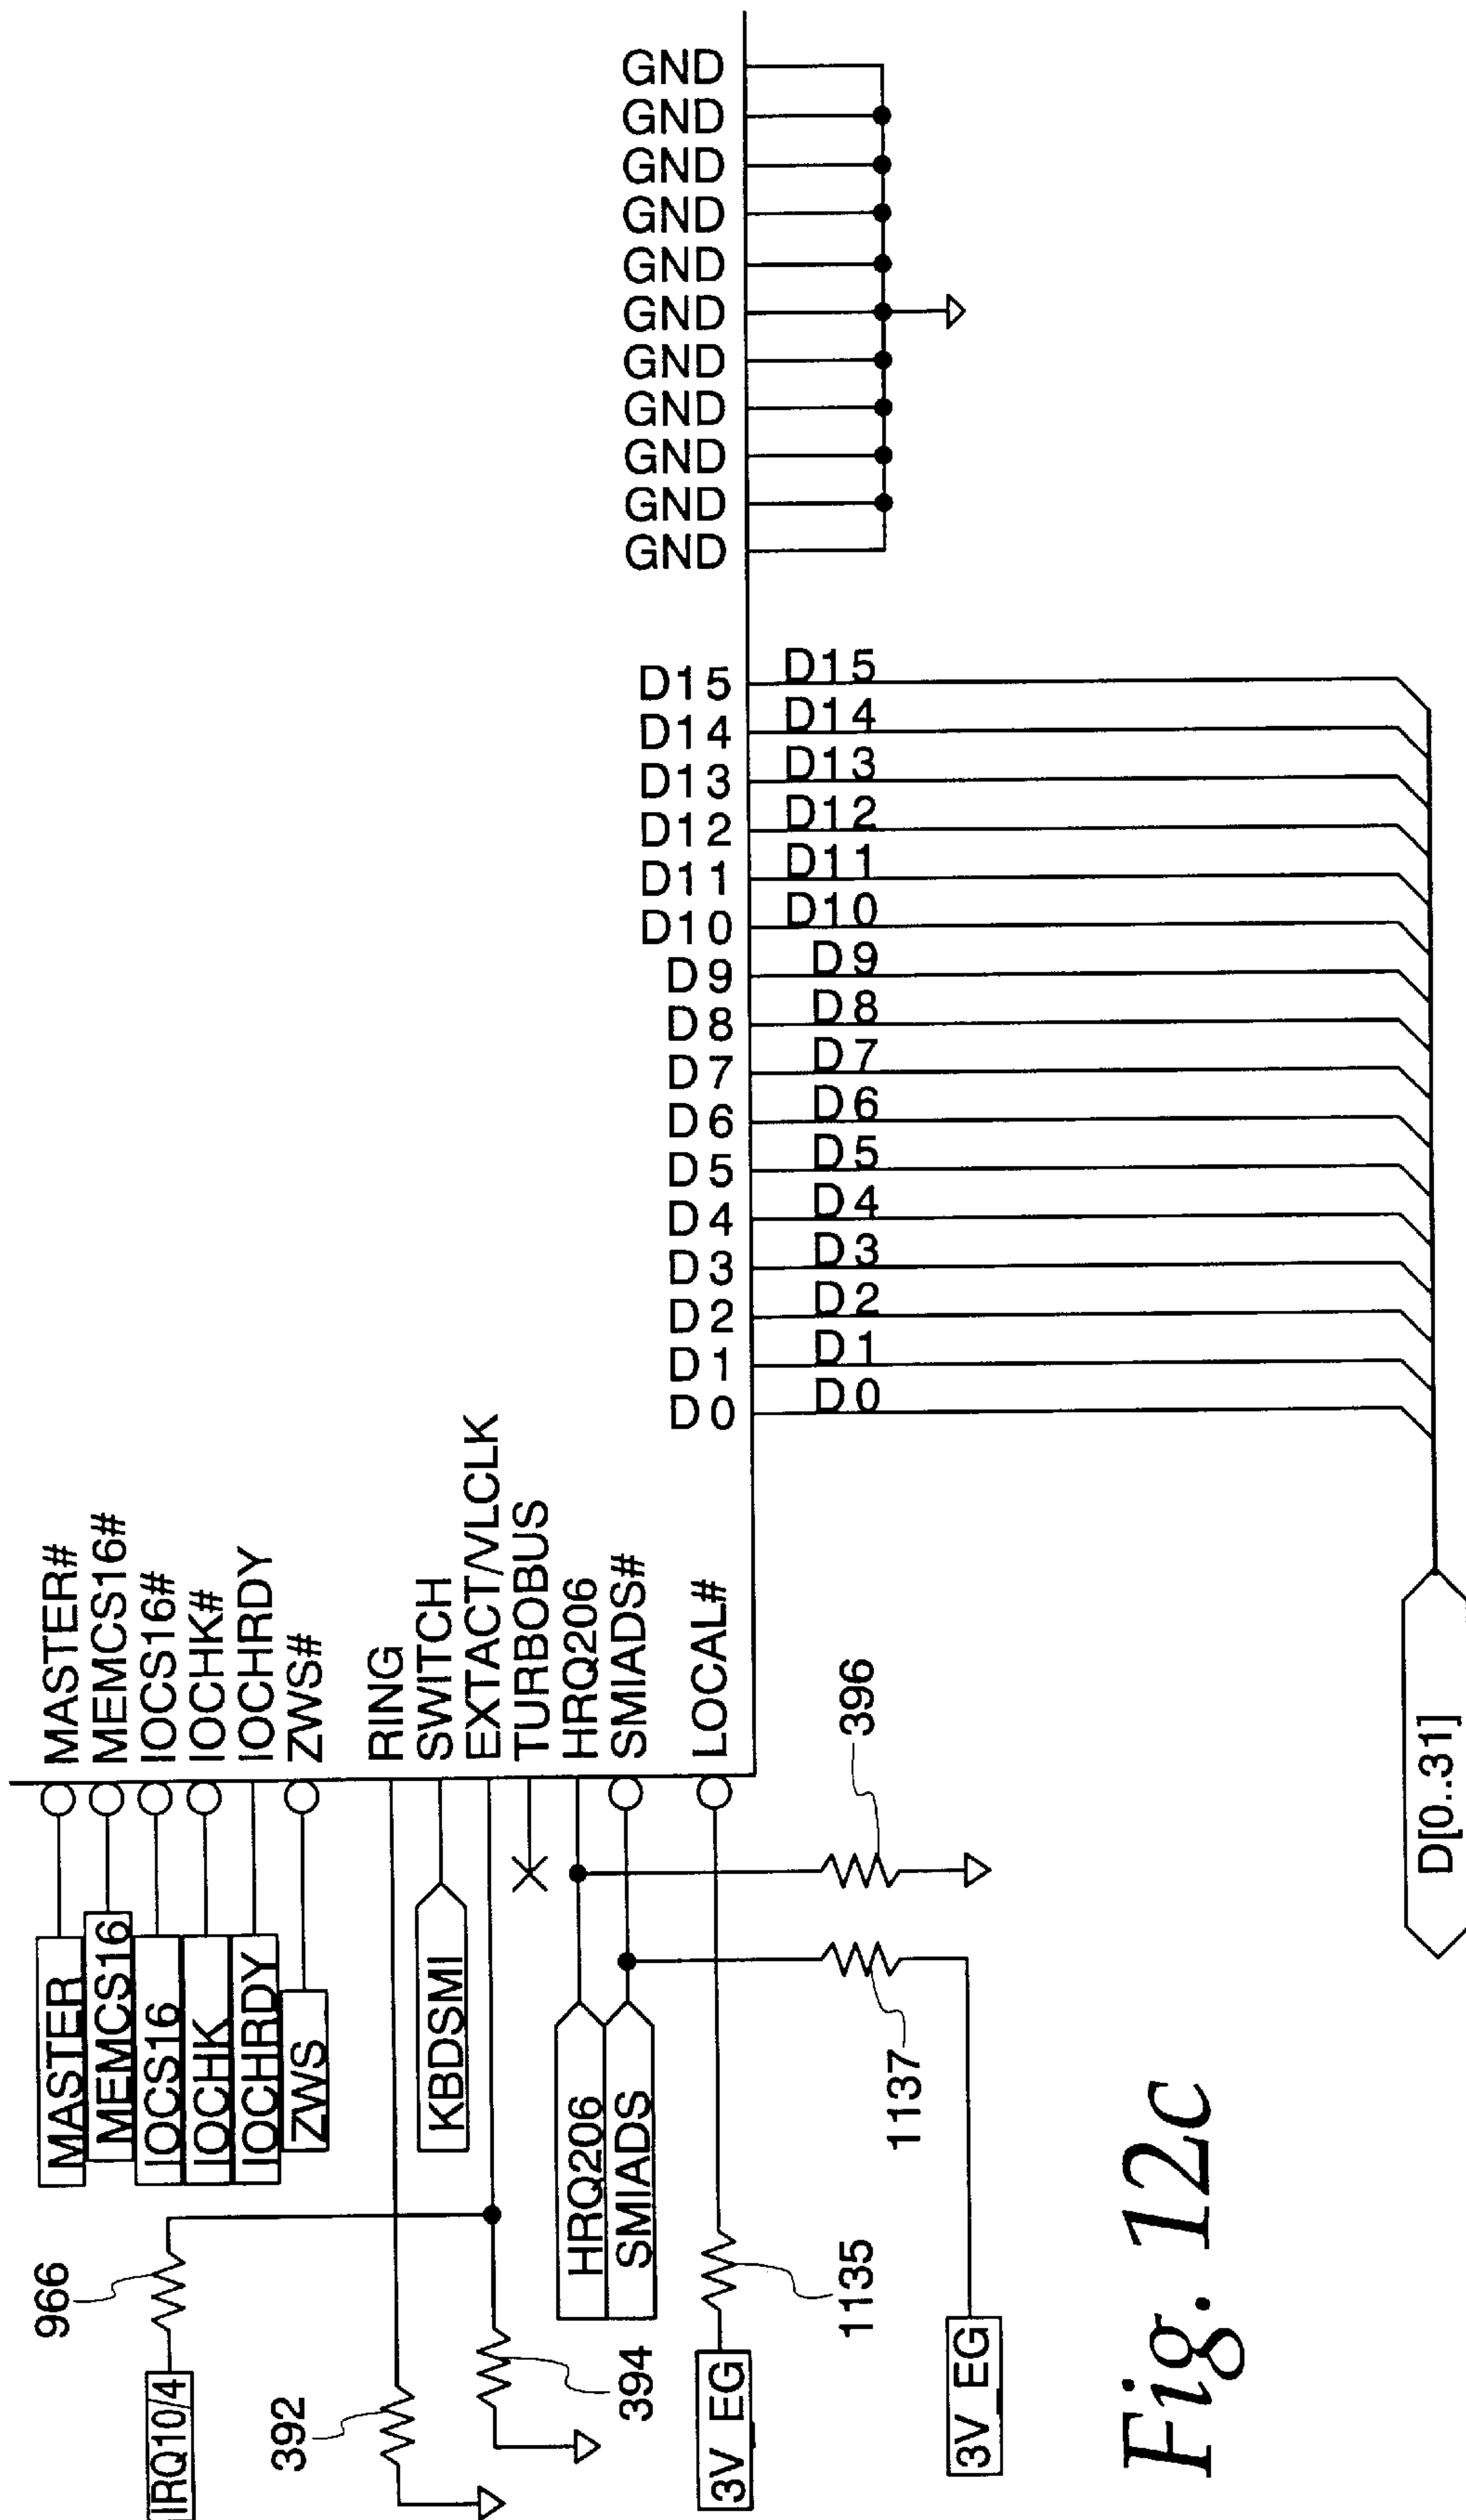 MASTER MASTER#
MEMCS16 MEMCS16#
IOCS16 IOCS16#
IOCHK IOCHK#
IOCHRDY IOCHRDY
ZWS ZWS#
966
IRQ10/4
392
RING
KBDSMI SWITCH
EXTACT/VLCLK
TURBOBUS
HRQ206 HRQ206
SMIADS SMIADS#
394
3V_EG
LOCAL#
1135
396
1137
3V_EG
D0
D1
D2
D3
D4
D5
D6
D7
D8
D9
D10
D11
D12
D13
D14
D15
GND
GND
GND
GND
GND
GND
GND
GND
GND
GND
GND
D0
D1
D2
D3
D4
D5
D6
D7
D8
D9
D10
D11
D12
D13
D14
D15
D[0..31]
Fig. 12c